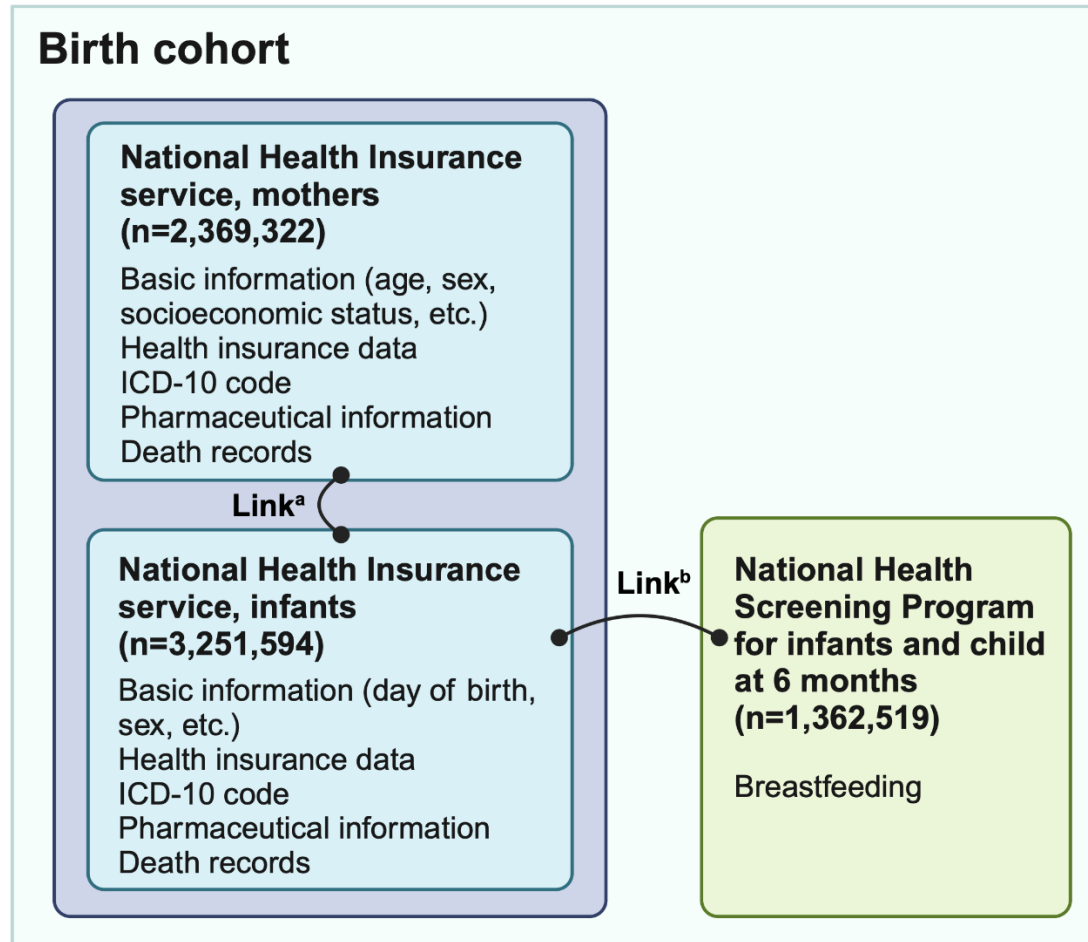 Birth cohort
National Health Insurance
service, mothers
(n=2,369,322)
Basic information (age, sex,
socioeconomic status, etc.)
Health insurance data
ICD-10 code
Pharmaceutical information
Death records
Linkᵃ
National Health Insurance
service, infants
(n=3,251,594)
Basic information (day of birth,
sex, etc.)
Health insurance data
ICD-10 code
Pharmaceutical information
Death records
Linkᵇ
National Health
Screening Program
for infants and child
at 6 months
(n=1,362,519)
Breastfeeding